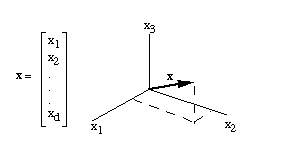 x =
x1
x2
.
.
.
xd
x3
x
x1
x2